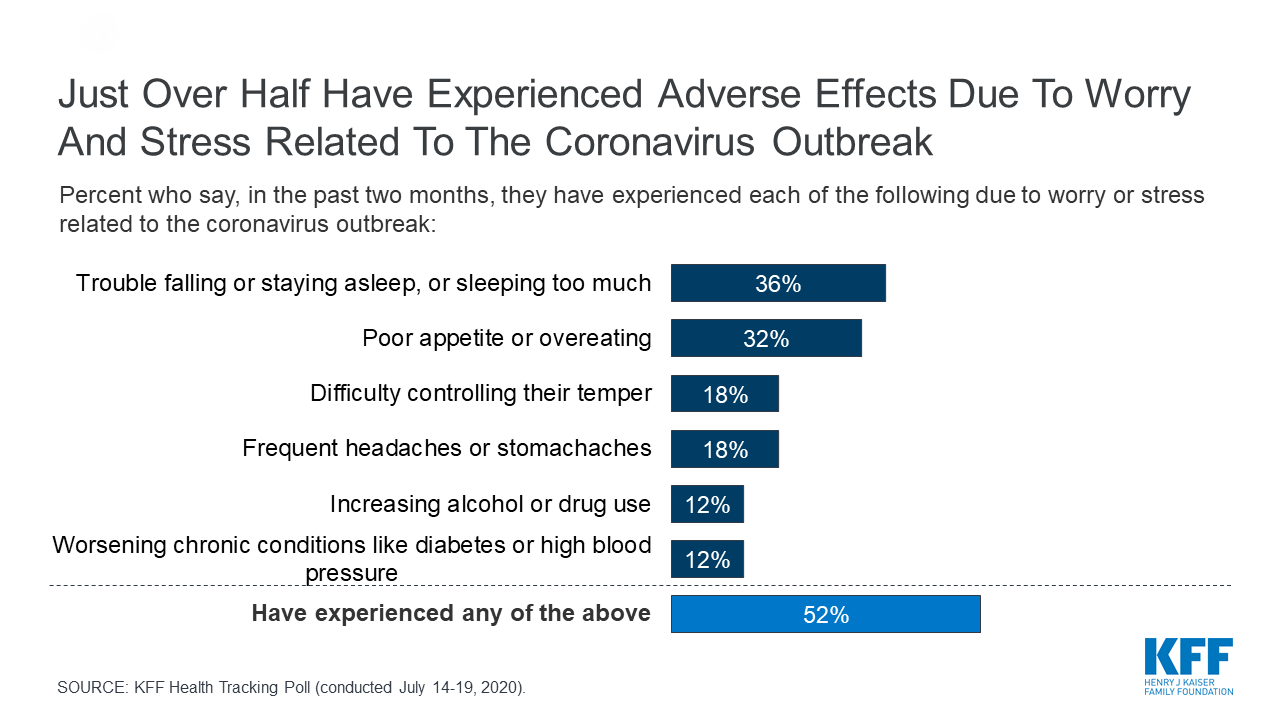 Just Over Half Have Experienced Adverse Effects Due To Worry
And Stress Related To The Coronavirus Outbreak
Percent who say, in the past two months, they have experienced each of the following due to worry or stress
related to the coronavirus outbreak:
Trouble falling or staying asleep, or sleeping too much 36%
Poor appetite or overeating 32%
Difficulty controlling their temper 18%
Frequent headaches or stomachaches 18%
Increasing alcohol or drug use 12%
Worsening chronic conditions like diabetes or high blood
pressure 12%
Have experienced any of the above 52%
SOURCE: KFF Health Tracking Poll (conducted July 14-19, 2020).
KFF
HENRY J KAISER
FAMILY FOUNDATION